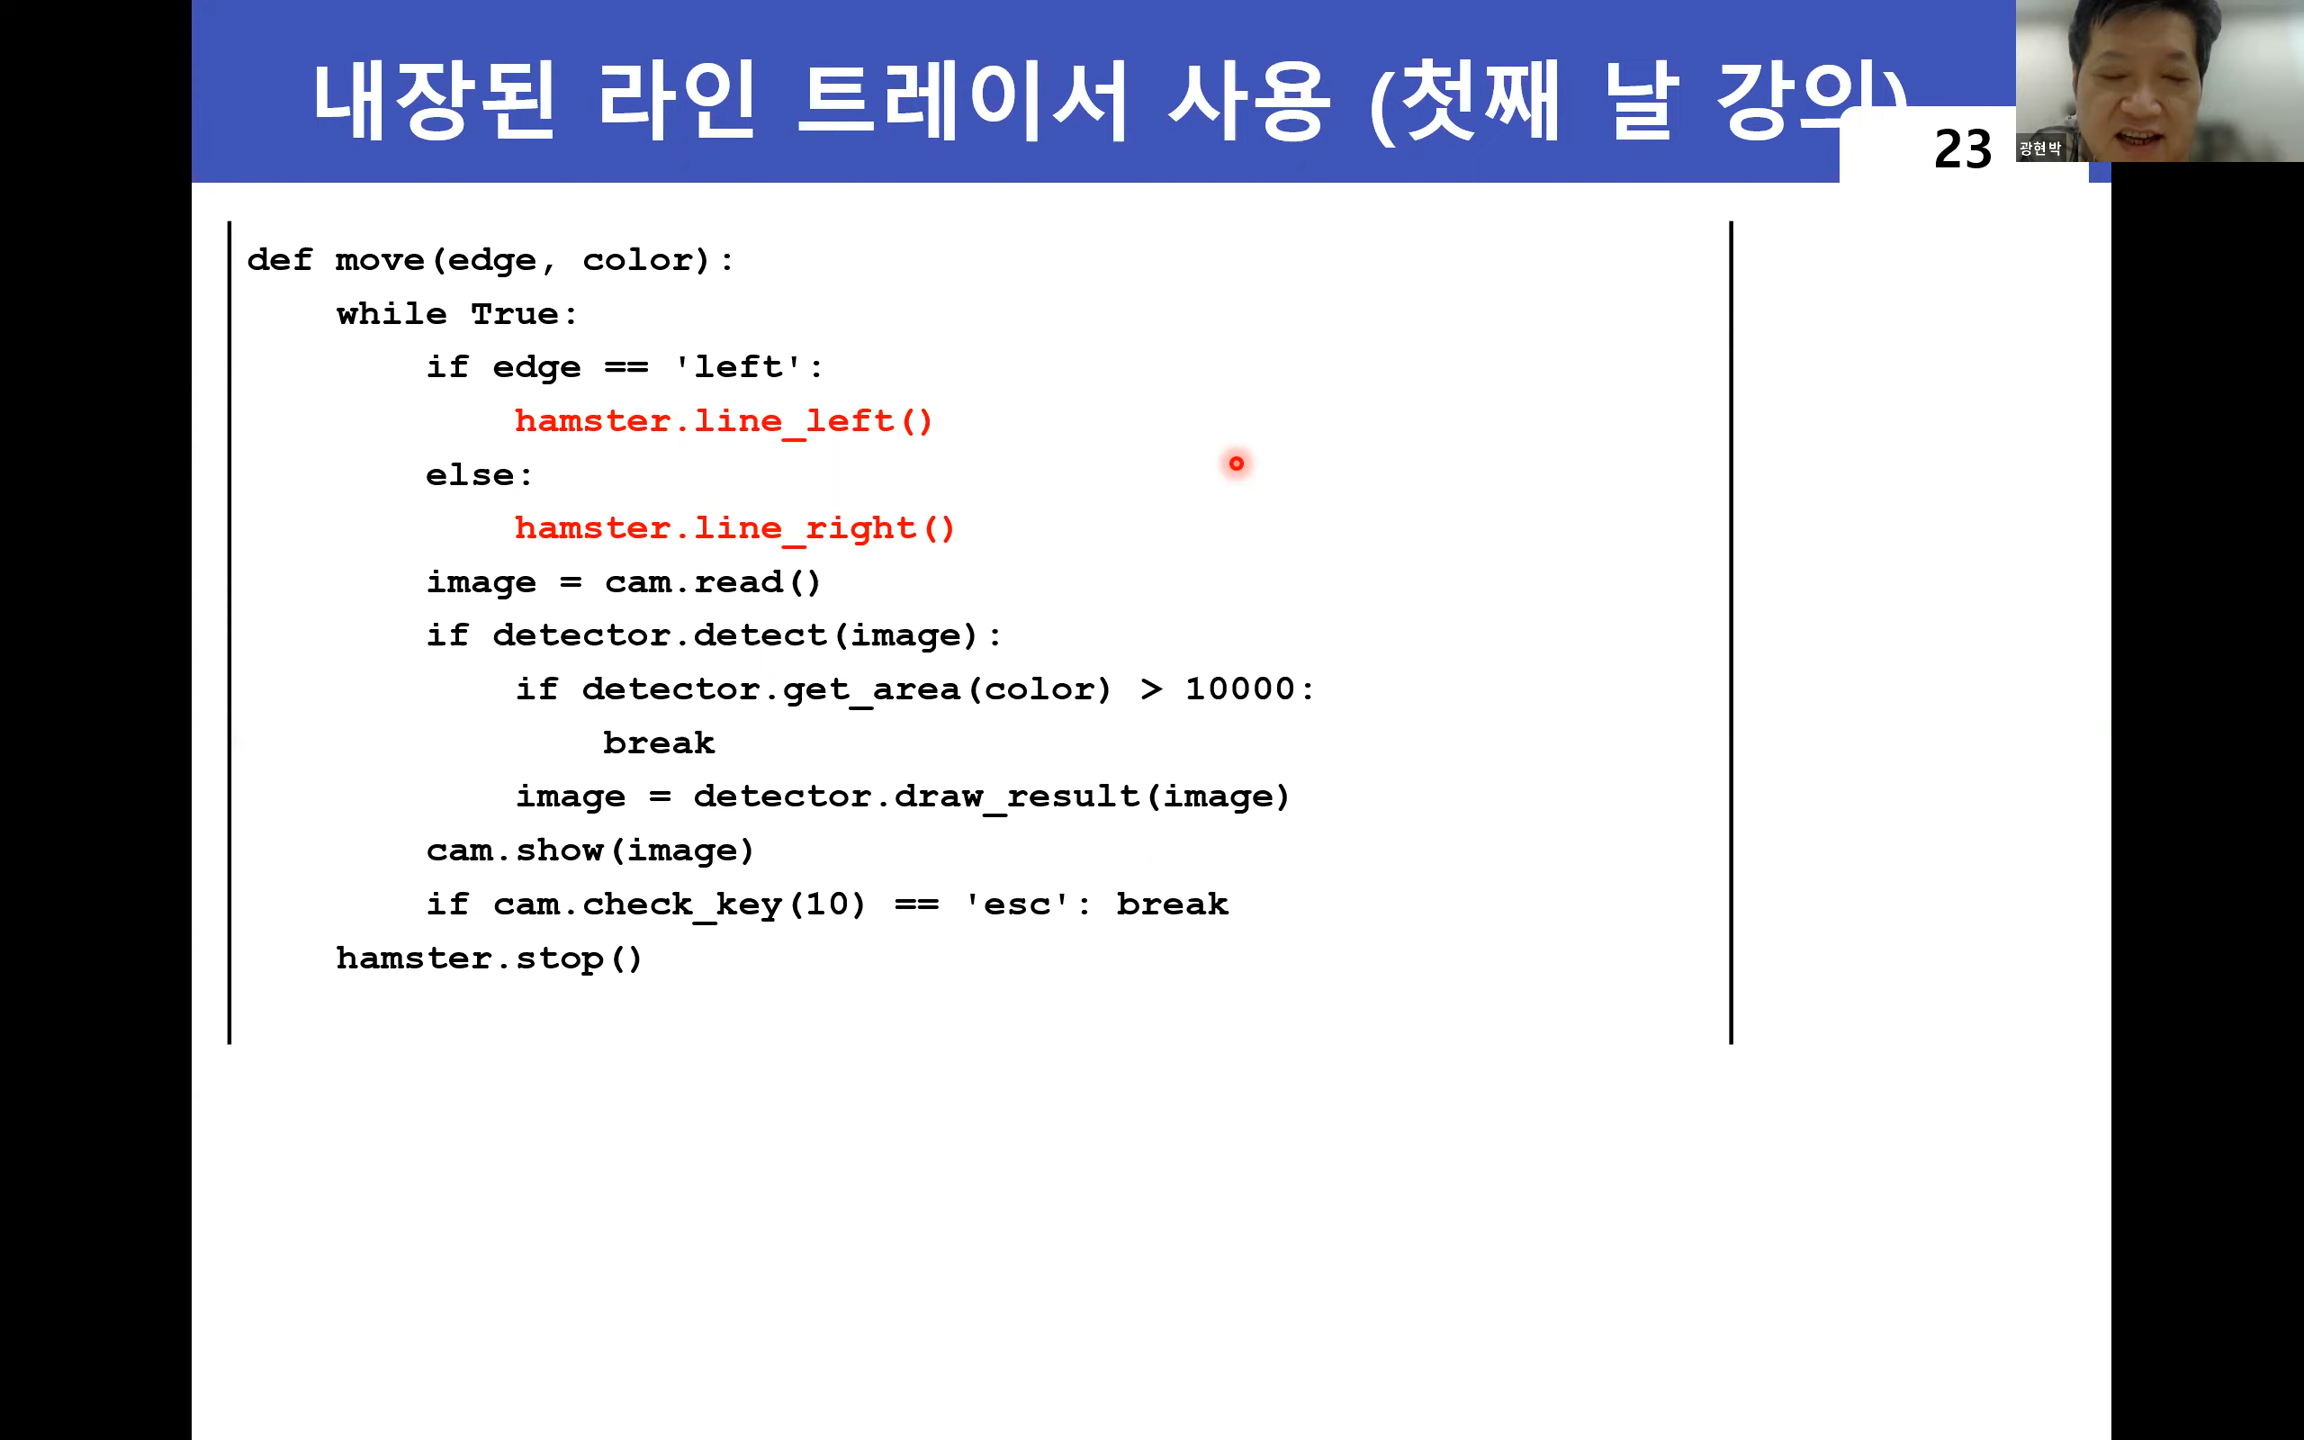 내장된 라인 트레이서 사용 (첫째 날 강의)
23
광현박
def move(edge, color):
while True:
if edge == 'left':
hamster.line_left()
else:
hamster.line_right()
image = cam.read()
if detector.detect(image):
if detector.get_area(color) > 10000:
break
image = detector.draw_result(image)
cam.show(image)
if cam.check_key(10) == 'esc': break
hamster.stop()